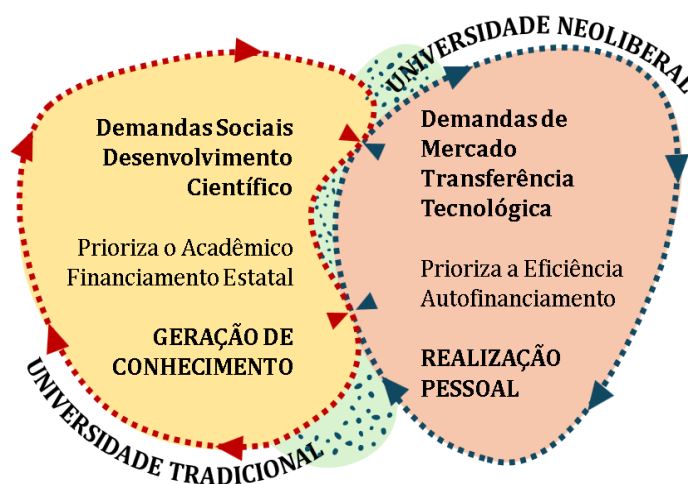 UNIVERSIDADE NEOLIBERAL
Demandas Sociais
Desenvolvimento
Científico
Prioriza o Acadêmico
Financiamento Estatal
GERAÇÃO DE
CONHECIMENTO
UNIVERSIDADE TRADICIONAL
Demandas de
Mercado
Transferência
Tecnológica
Prioriza a Eficiência
Autofinanciamento
REALIZAÇÃO
PESSOAL